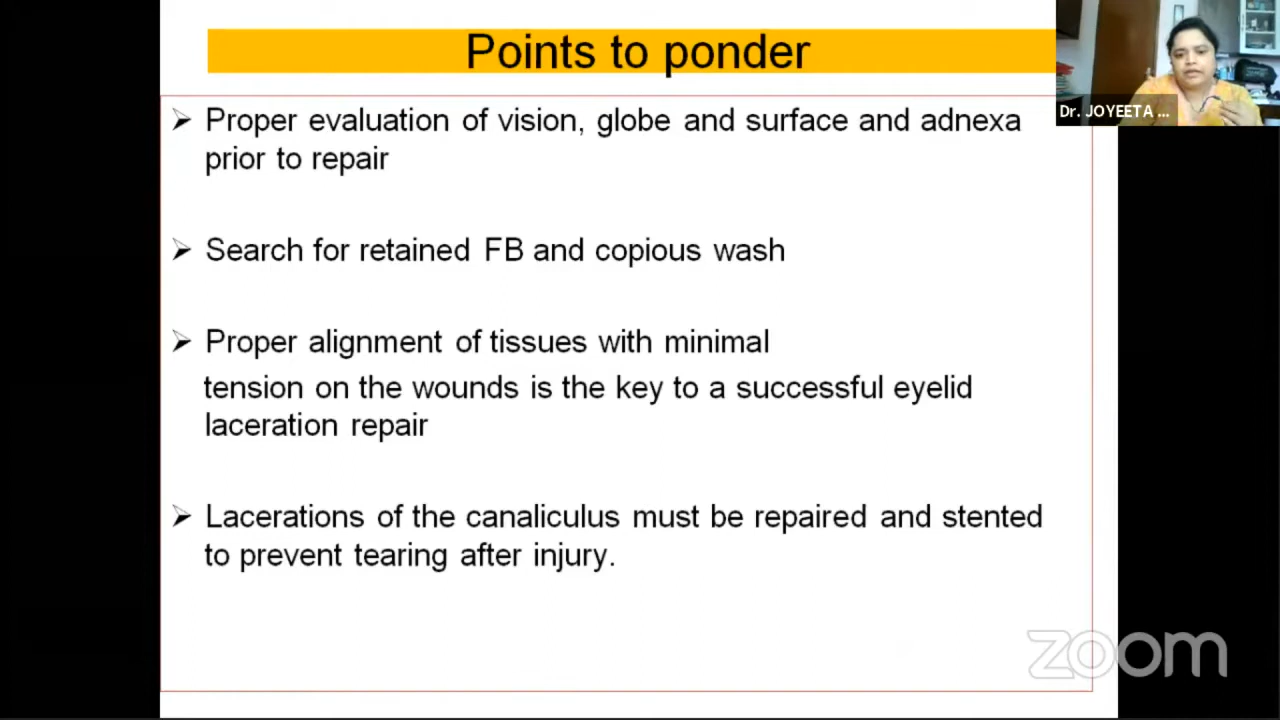 Points to ponder
Dr. JOYEETA ...
➢ Proper evaluation of vision, globe and surface and adnexa
prior to repair
➢ Search for retained FB and copious wash
➢ Proper alignment of tissues with minimal
tension on the wounds is the key to a successful eyelid
laceration repair
➢ Lacerations of the canaliculus must be repaired and stented
to prevent tearing after injury.
zoom